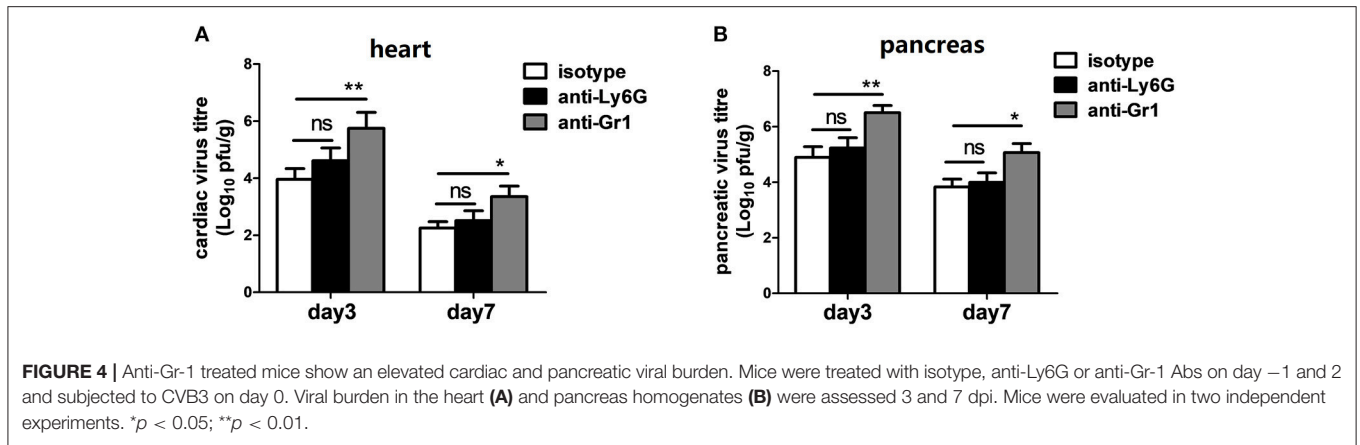 A
heart
cardiac virus titre
(Log10 pfu/g)
8
6
4
2
0
ns
**
ns
*
day3
day7
isotype
anti-Ly6G
anti-Gr1
B
pancreas
pancreatic virus titre
(Log10 pfu/g)
8
6
4
2
0
ns
**
ns
*
day3
day7
isotype
anti-Ly6G
anti-Gr1
FIGURE 4 | Anti-Gr-1 treated mice show an elevated cardiac and pancreatic viral burden. Mice were treated with isotype, anti-Ly6G or anti-Gr-1 Abs on day −1 and 2
and subjected to CVB3 on day 0. Viral burden in the heart (A) and pancreas homogenates (B) were assessed 3 and 7 dpi. Mice were evaluated in two independent
experiments. *p < 0.05; **p < 0.01.